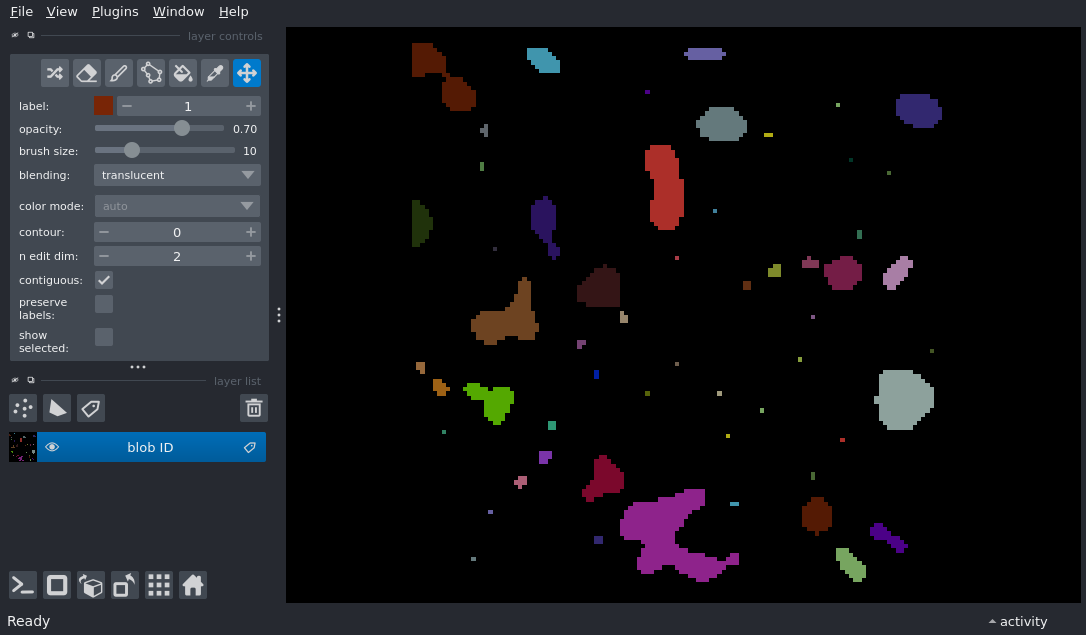 File View Plugins Window Help
layer controls
label: 1
opacity: 0.70
brush size: 10
blending: translucent
color mode: auto
contour: 0
n edit dim: 2
contiguous:
preserve
labels:
show
selected:
layer list
blob ID
Ready
activity